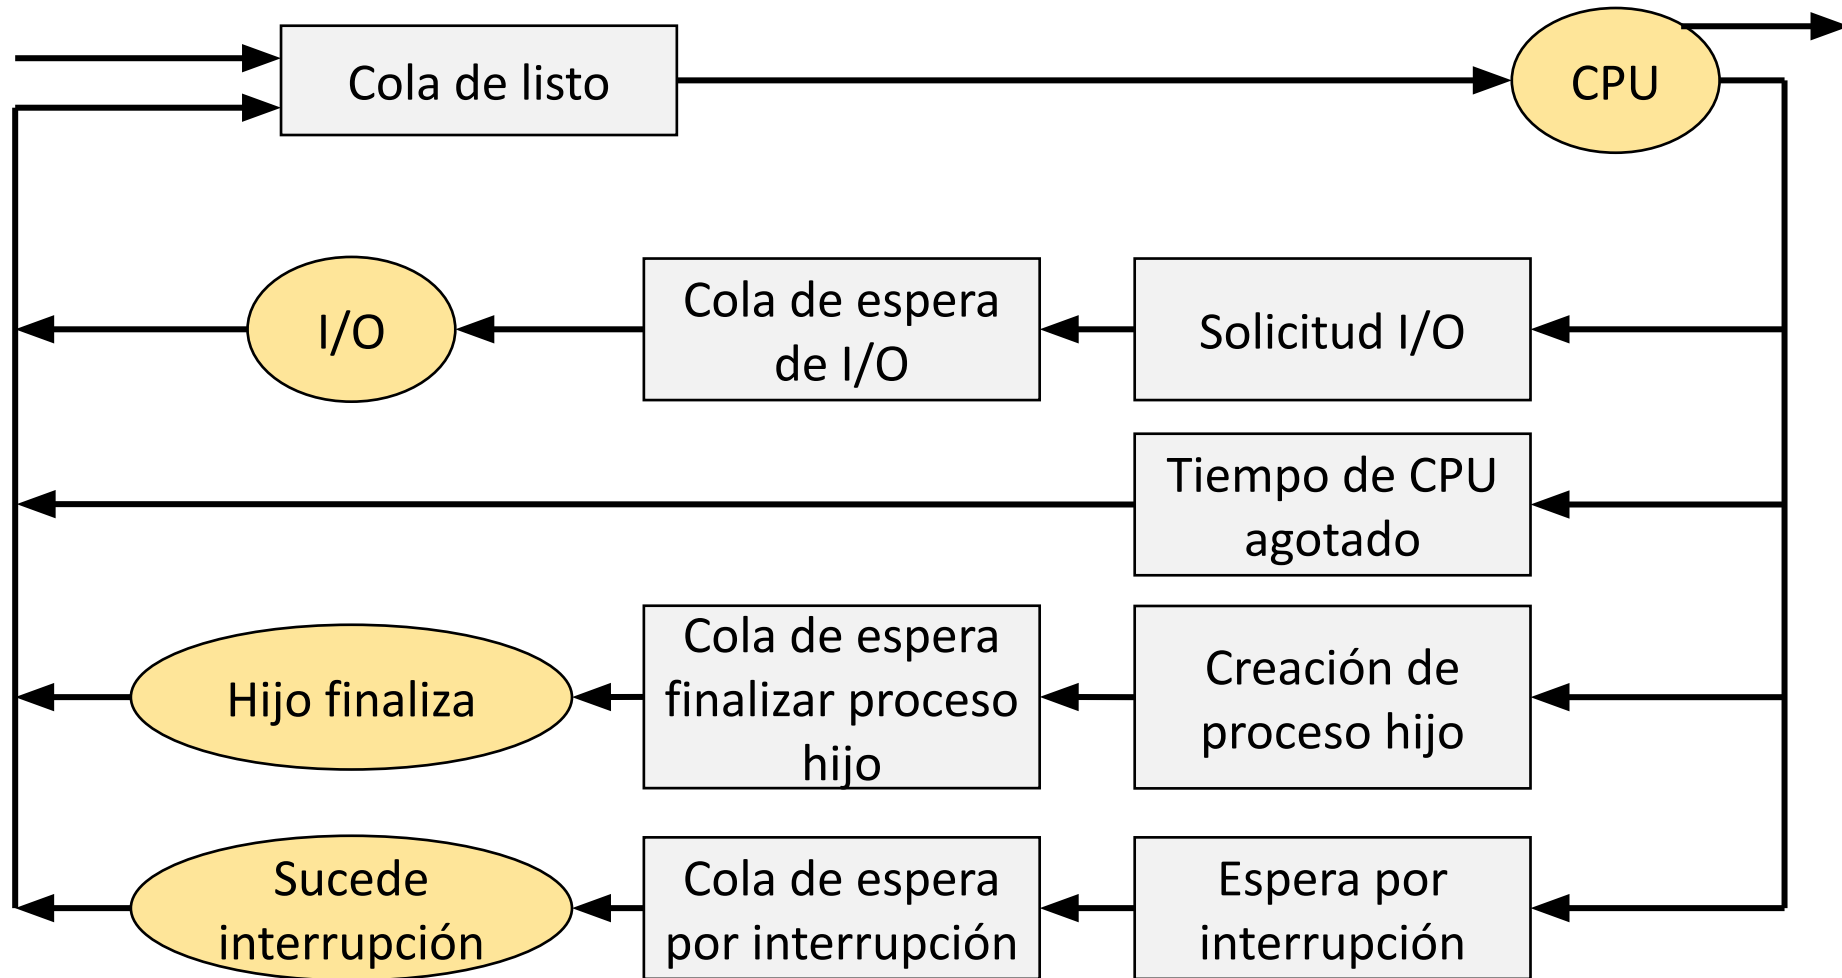 Cola de listo
CPU
I/O
Cola de espera
de I/O
Solicitud I/O
Tiempo de CPU
agotado
Hijo finaliza
Cola de espera
finalizar proceso
hijo
Creación de
proceso hijo
Sucede
interrupción
Cola de espera
por interrupción
Espera por
interrupción